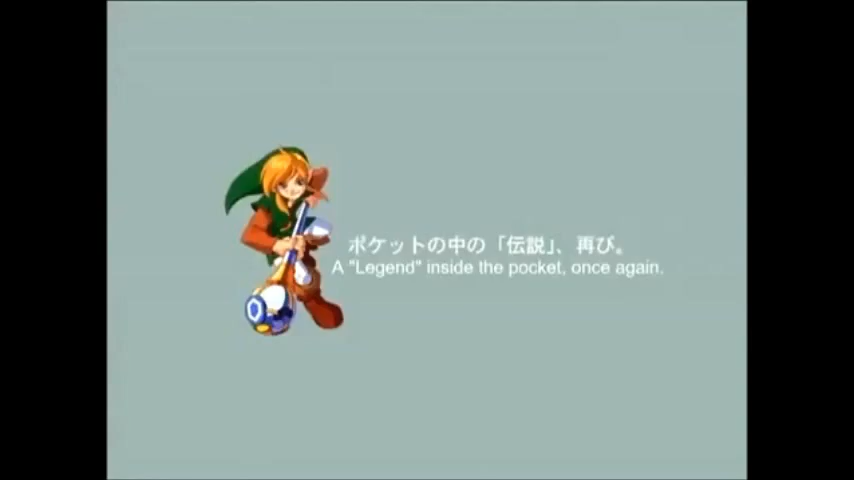 ポケットの中の「伝説」、再び。
A "Legend" inside the pocket, once again.